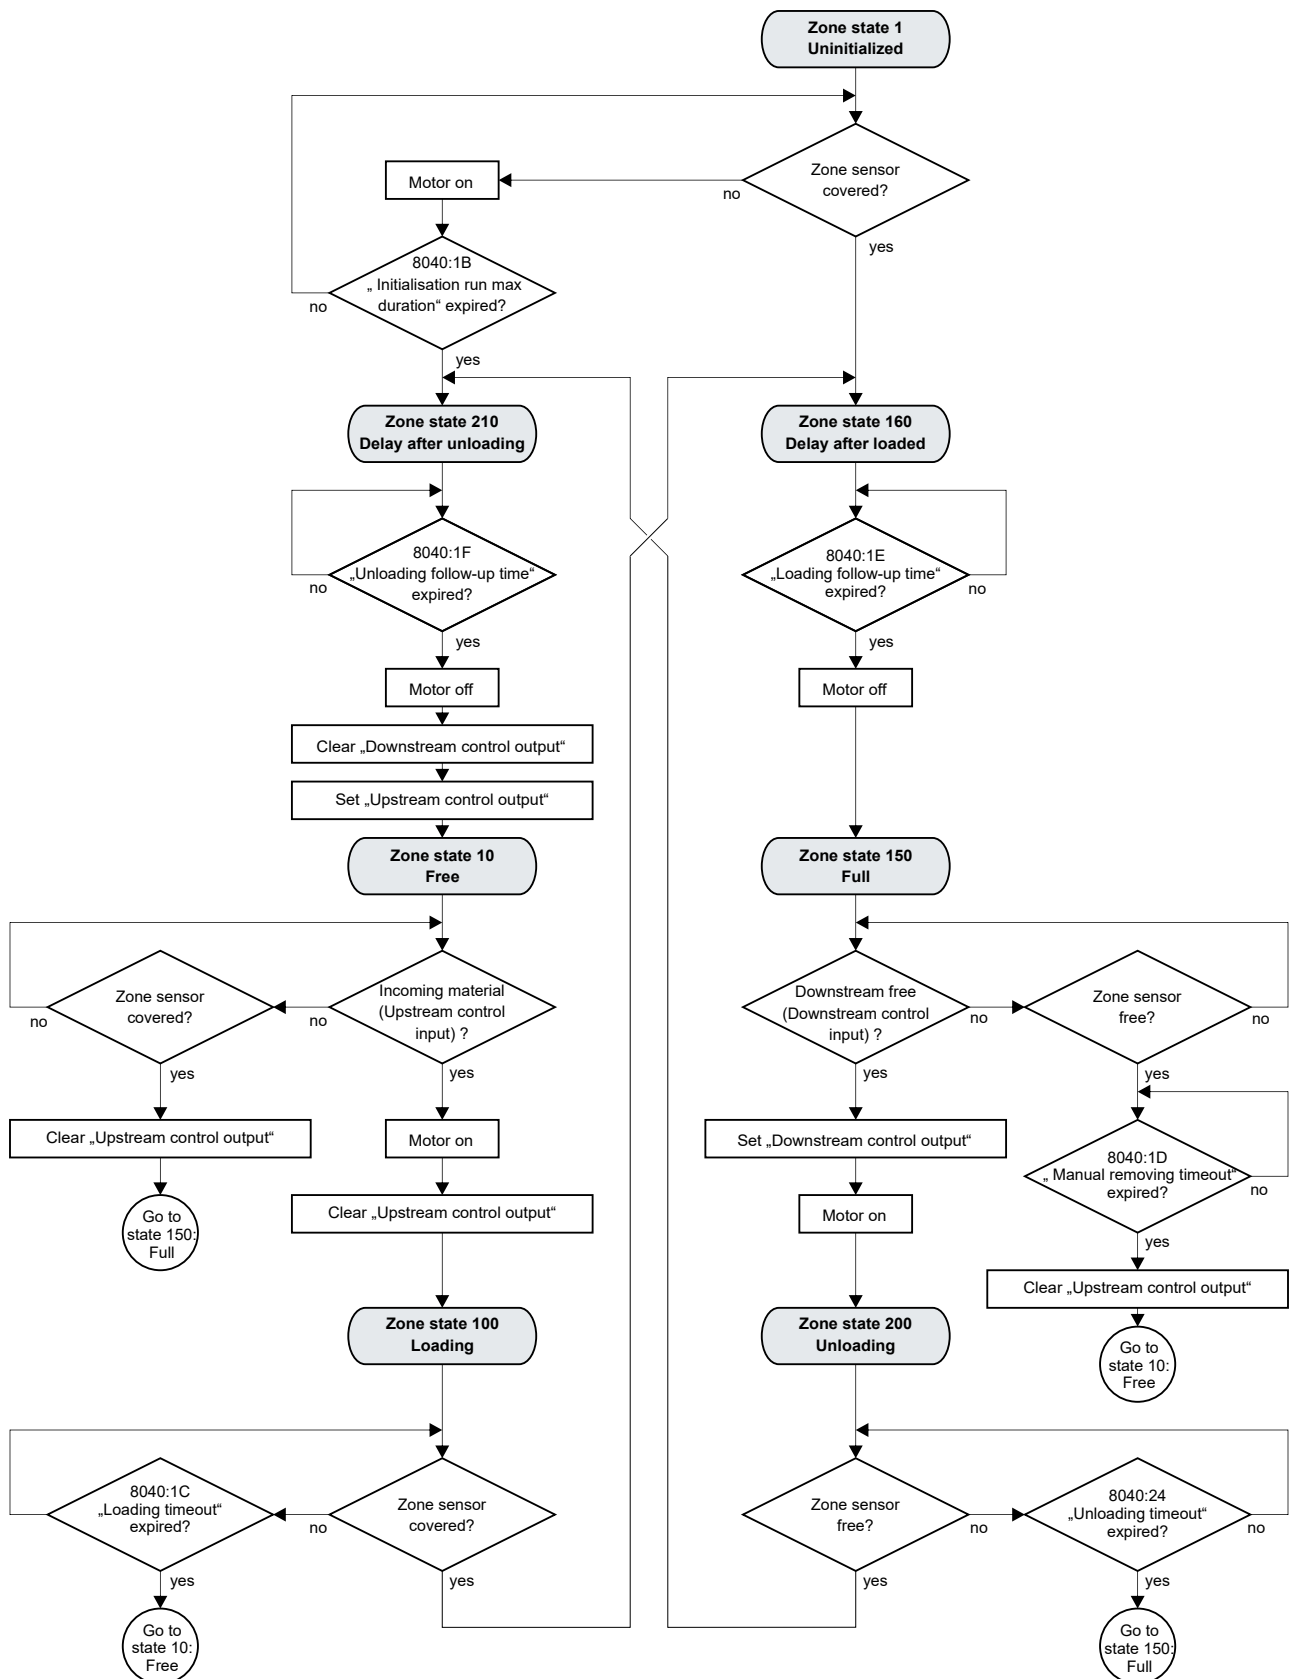 Zone state 1
Uninitialized
Zone sensor
covered?
no
yes
Motor on
8040:1B
„ Initialisation run max
duration“ expired?
no
yes
Zone state 210
Delay after unloading
Zone state 160
Delay after loaded
8040:1F
„Unloading follow-up time“
expired?
no
yes
8040:1E
„Loading follow-up time“
expired?
no
yes
Motor off
Motor off
Clear „Downstream control output“
Set „Upstream control output“
Zone state 10
Free
Zone state 150
Full
Zone sensor
covered?
no
yes
Incoming material
(Upstream control
input) ?
no
yes
Downstream free
(Downstream control
input) ?
no
yes
Zone sensor
free?
no
yes
Clear „Upstream control output“
Motor on
Set „Downstream control output“
8040:1D
„ Manual removing timeout“
expired?
no
yes
Go to
state 150:
Full
Clear „Upstream control output“
Motor on
Clear „Upstream control output“
Zone state 100
Loading
Zone state 200
Unloading
Go to
state 10:
Free
8040:1C
„Loading timeout“
expired?
no
yes
Zone sensor
covered?
no
yes
Zone sensor
free?
no
yes
8040:24
„Unloading timeout“
expired?
no
yes
Go to
state 10:
Free
Go to
state 150:
Full